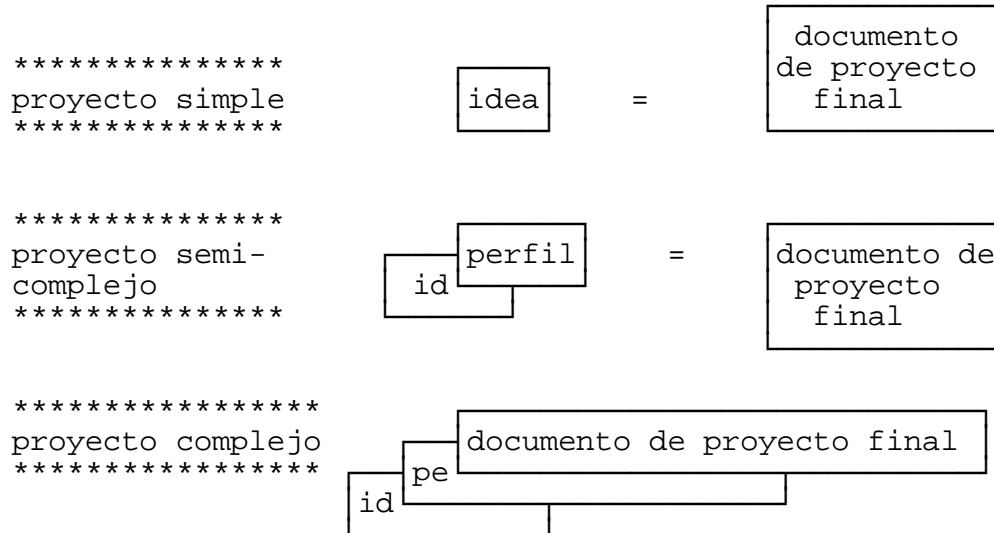 ***************
proyecto simple
***************
idea
=
documento
de proyecto
final
***************
proyecto semi-
complejo
***************
id
perfil
=
documento de
proyecto
final
*****************
proyecto complejo
*****************
id
pe
documento de proyecto final